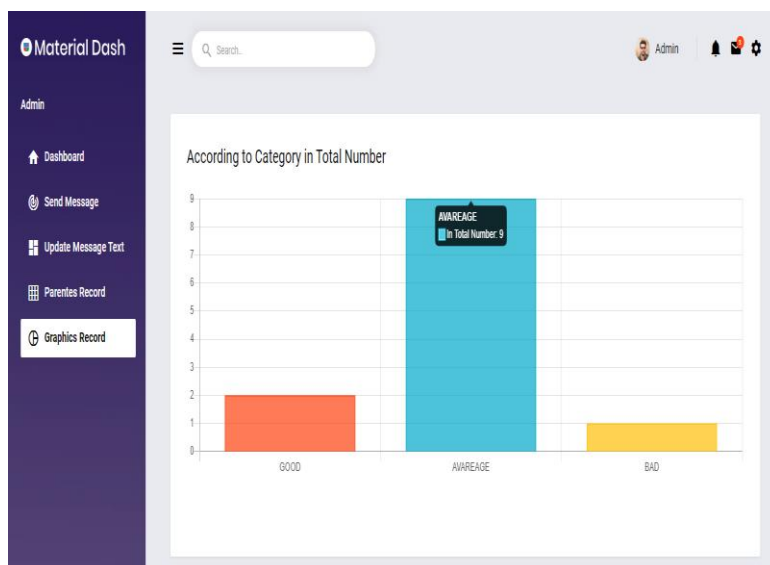 Material Dash
Search..
Admin
Admin
Dashboard
Send Message
Update Message Text
Parentes Record
Graphics Record
According to Category in Total Number
9
8
7
6
5
4
3
2
1
0
AVAREAGE
In Total Number: 9
GOOD
AVAREAGE
BAD